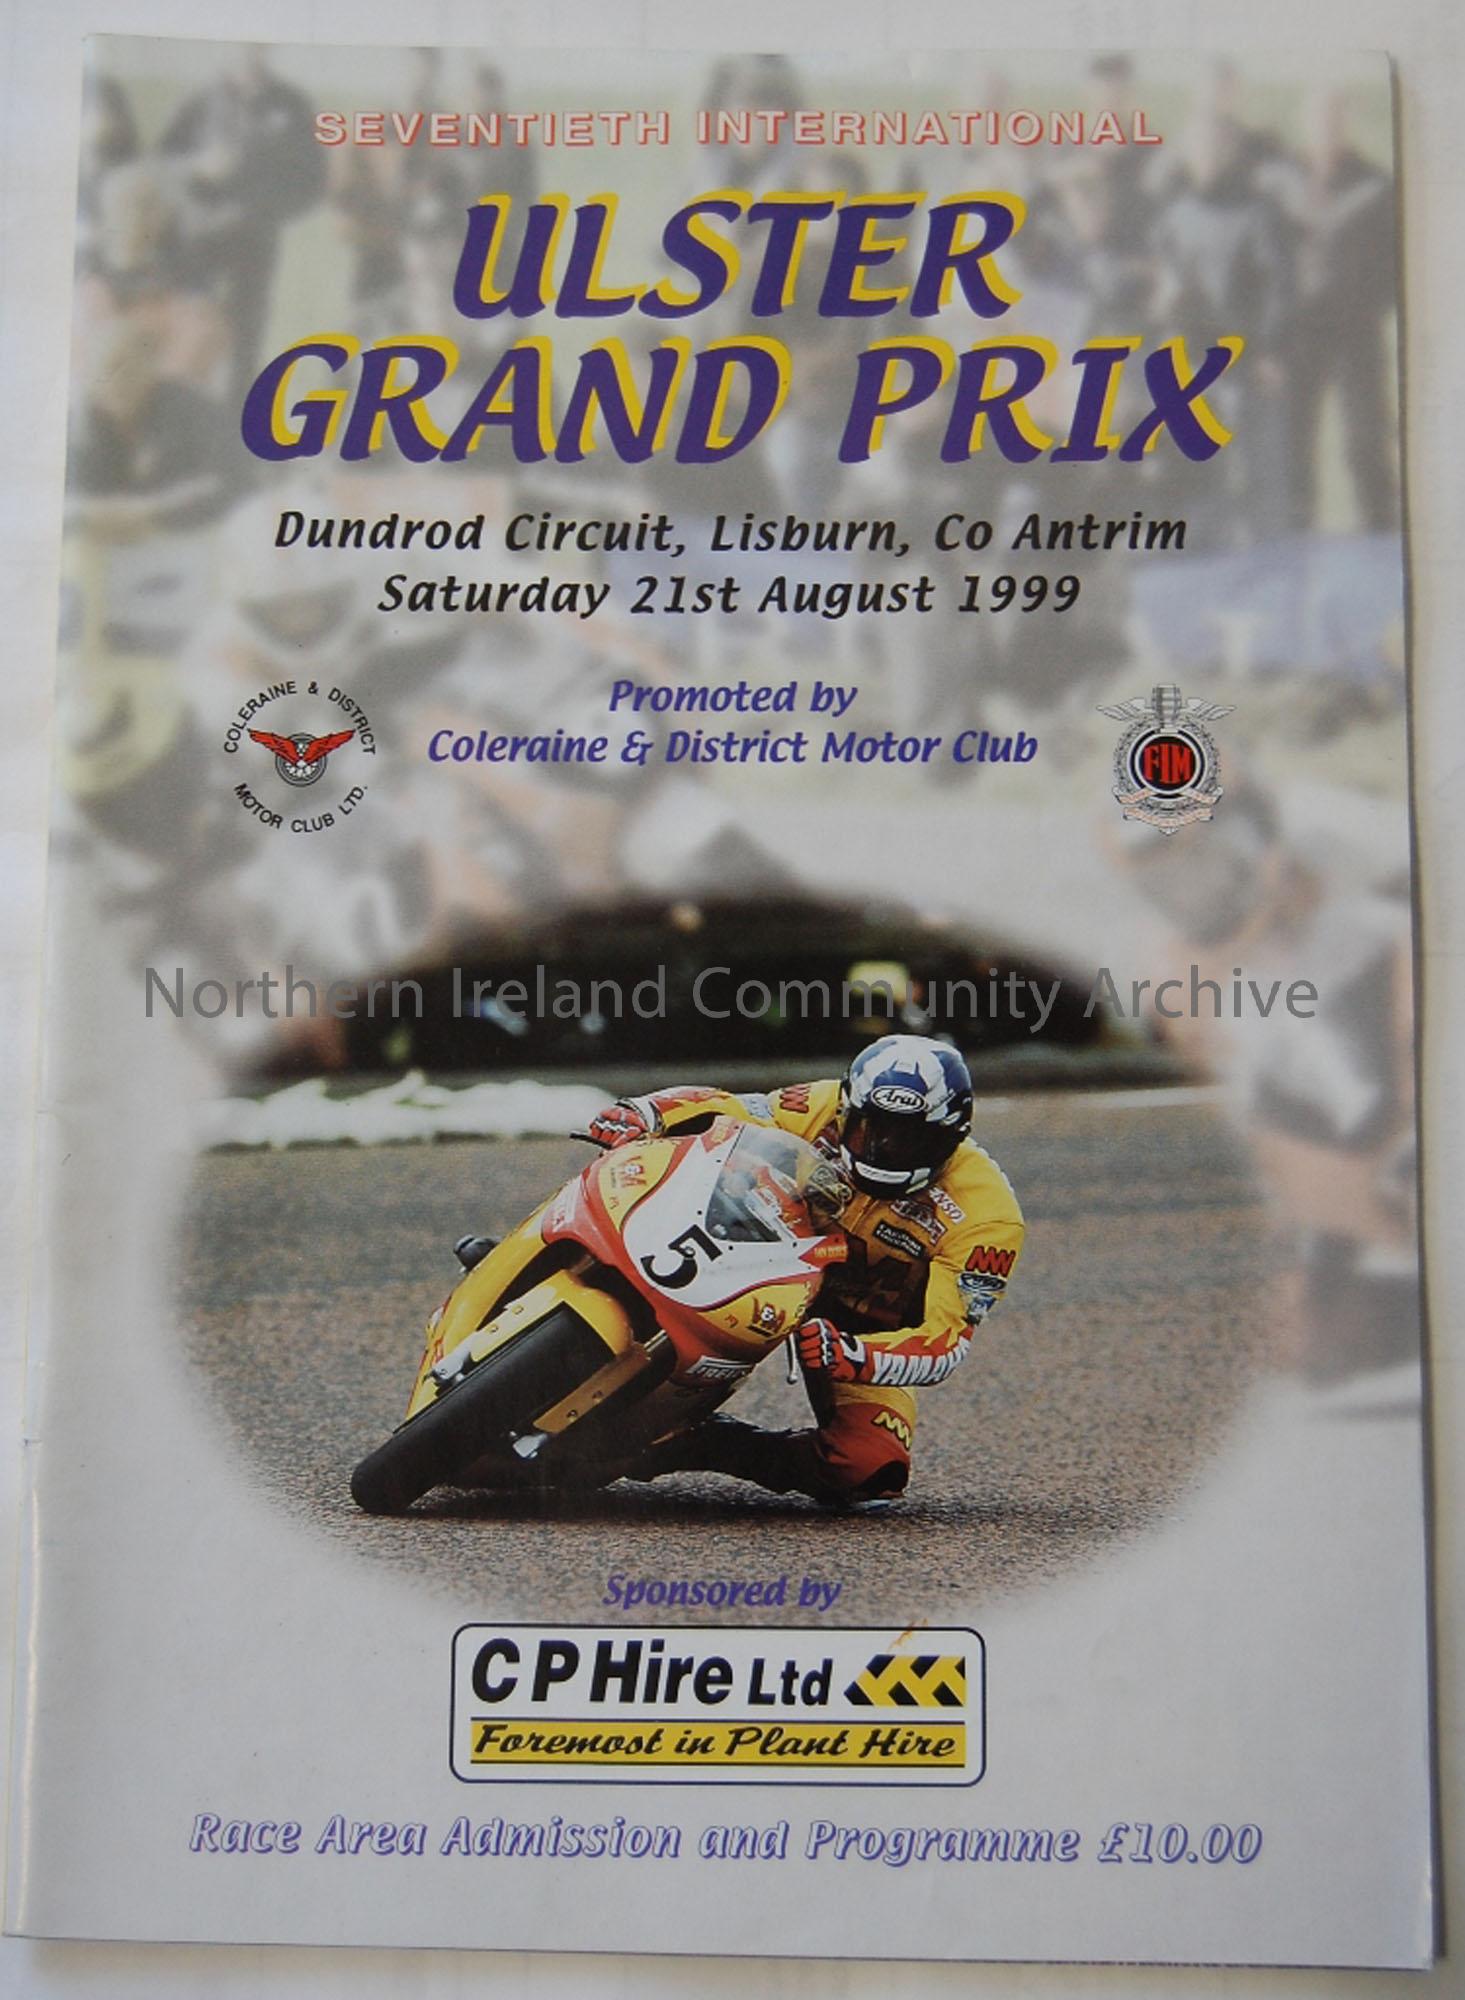 SEVENTIETH INTERNATIONAL
ULSTER
GRAND PRIX
Dundrod Circuit, Lisburn, Co Antrim
Saturday 21st August 1999
COLERAINE & DISTRICT
MOTOR CLUB LTD.
Promoted by
Coleraine & District Motor Club
FIM
Northern Ireland Community Archive
Arai
5
YAMAHA
Sponsored by
C P Hire Ltd
Foremost in Plant Hire
Race Area Admission and Programme £10.00